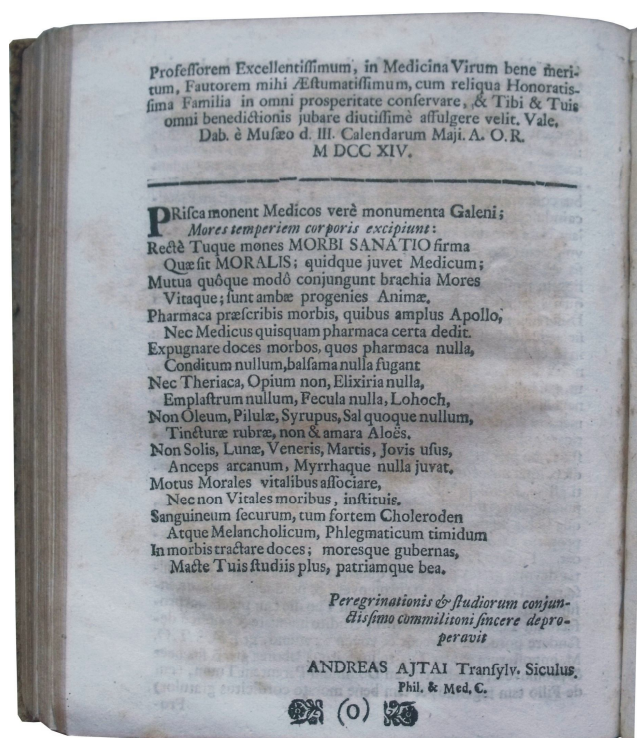 Profeſſorem Excellentiſſimum, in Medicina Virum bene meri-
tum, Fautorem mihi Æſtumatiſſimum, cum reliqua Honoratiſ-
ſima Familia in omni proſperitate conſervare, & Tibi & Tuis
omni benedictionis jubare diutiſſimè affulgere velit. Vale,
Dab. è Muſæo d. III. Calendarum Maji. A. O. R.
M DCC XIV.
PRiſca monent Medicos verè monumenta Galeni;
Mores temperiem corporis excipiunt:
Rectè Tuque mones MORBI SANATIO firma
Quæ ſit MORALIS; quidque juvet Medicum;
Mutua quôque modô conjungunt brachia Mores
Vitaque; ſunt ambæ progenies Animæ.
Pharmaca præſcribis morbis, quibus amplus Apollo,
Nec Medicus quisquam pharmaca certa dedit.
Expugnare doces morbos, quos pharmaca nulla,
Conditum nullum, balſama nulla fugant
Nec Theriaca, Opium non, Elixiria nulla,
Emplaſtrum nullum, Fecula nulla, Lohoch,
Non Oleum, Pilulæ, Syrupus, Sal quoque nullum,
Tincturæ rubræ, non & amara Aloës.
Non Solis, Lunæ, Veneris, Martis, Jovis uſus,
Anceps arcanum, Myrrhaque nulla juvat.
Motus Morales vitalibus aſſociare,
Nec non Vitales moribus, inſtituis.
Sanguineum ſecurum, tum fortem Choleroden
Atque Melancholicum, Phlegmaticum timidum
In morbis tractare doces; moresque gubernas,
Macte Tuis ſtudiis plus, patriamque bea.
Peregrinationis & ſtudiorum conjun-
ctiſſimo commilitoni ſincere depro-
peravit
ANDREAS AJTAI Tranſylv. Siculus.
Phil. & Med. C.
(o)